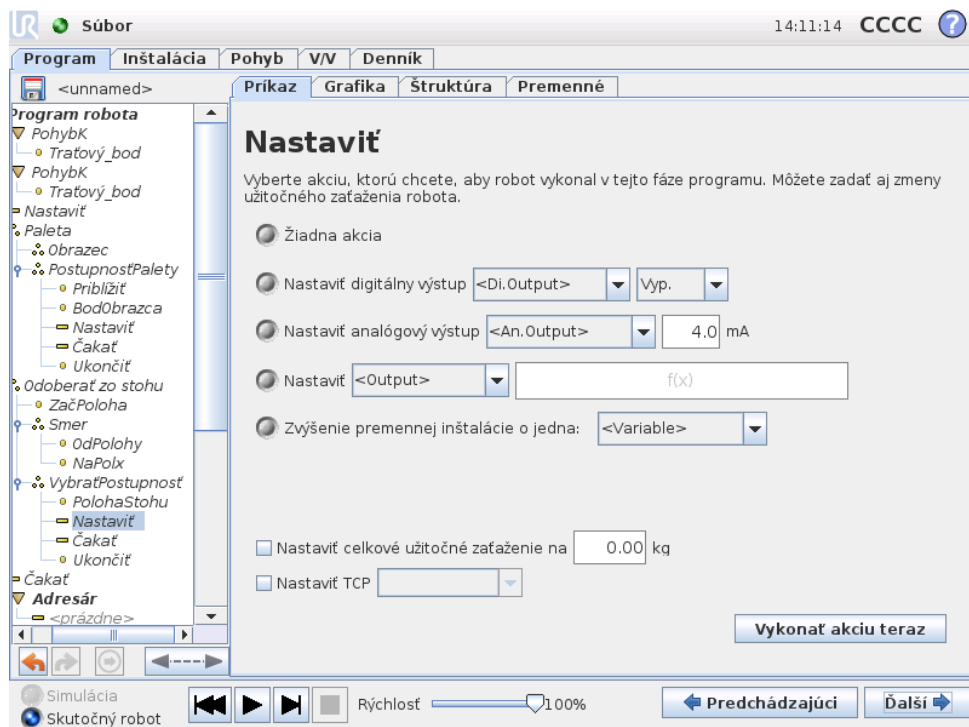 UR Súbor 14:11:14 CCCC ?
Program Inštalácia Pohyb V/V Denník
<unnamed>
Príkaz Grafika Štruktúra Premenné
Program robota
PohybK
Traťový_bod
PohybK
Traťový_bod
Nastaviť
Paleta
Obrazec
PostupnosťPalety
Priblížiť
BodObrazca
Nastaviť
Čakať
Ukončiť
Odoberať zo stohu
ZačPoloha
Smer
OdPolohy
NaPolx
VybraťPostupnosť
PolohaStohu
Nastaviť
Čakať
Ukončiť
Čakať
Adresár
<prázdne>
Nastaviť
Vyberte akciu, ktorú chcete, aby robot vykonal v tejto fáze programu. Môžete zadať aj zmeny
užitočného zaťaženia robota.
Žiadna akcia
Nastaviť digitálny výstup <Di.Output> Vyp.
Nastaviť analógový výstup <An.Output> 4.0 mA
Nastaviť <Output> f(x)
Zvýšenie premennej inštalácie o jedna: <Variable>
Nastaviť celkové užitočné zaťaženie na 0.00 kg
Nastaviť TCP
Vykonať akciu teraz
Simulácia
Skutočný robot
Rýchlosť 100%
Predchádzajúci
Ďalší